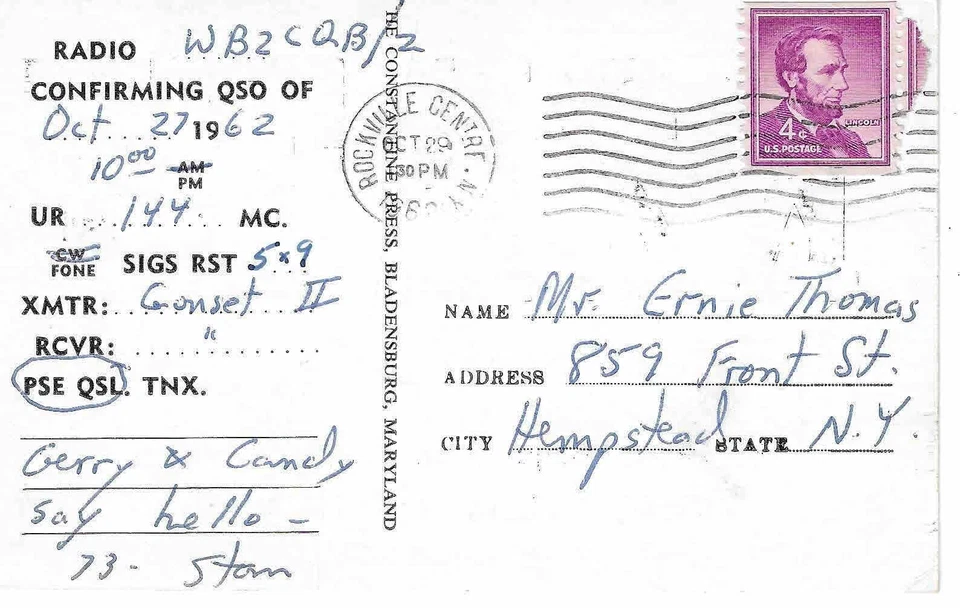 RADIO WB2CQB/2
CONFIRMING QSO OF
Oct 27 1962
10 00 AM
PM
UR 144 MC.
CW
FONE SIGS RST 5x9
XMTR: Gonset II
RCVR: "
PSE QSL. TNX.
Gerry & Candy
say hello -
73 - Stan
THE CONSTANTINE PRESS, BLADENSBURG, MARYLAND
ROCKVILLE CENTRE, N.Y.
OCT 29
30 PM
LINCOLN
4¢
U.S. POSTAGE
NAME Mr. Ernie Thomas
ADDRESS 859 Front St.
CITY Hempstead STATE N.Y